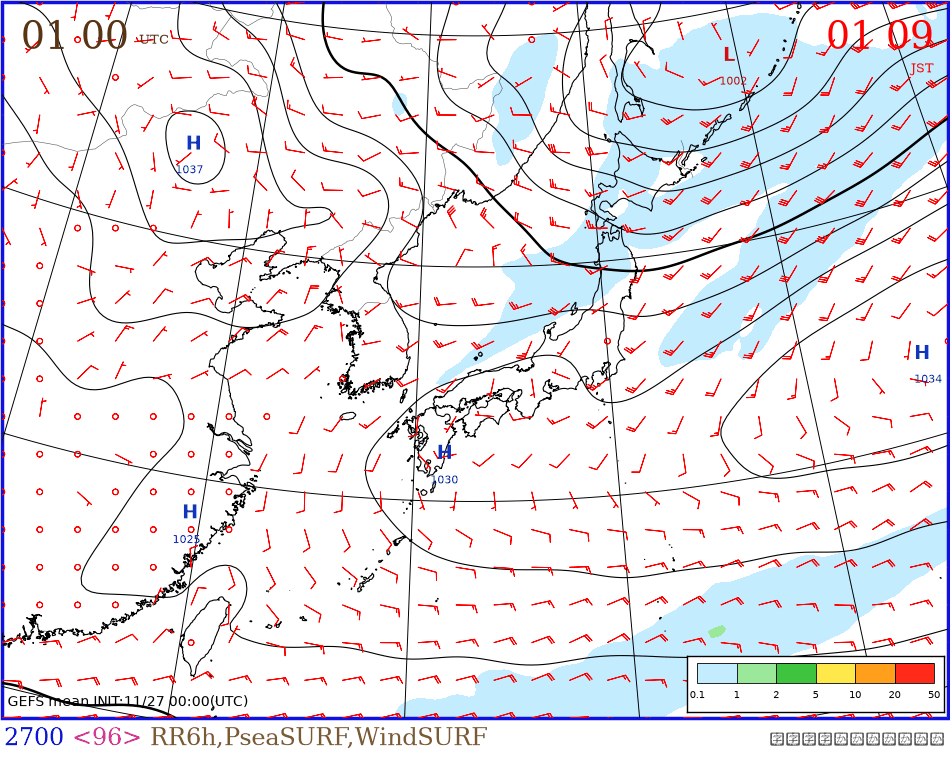 01 00 UTC
01 09
JST
L
1002
H
1037
H
1034
H
1030
H
1025
0.1 1 2 5 10 20 50
GEFS mean INIT:11/27 00:00(UTC)
2700 <96> RR6h,PseaSURF,WindSURF